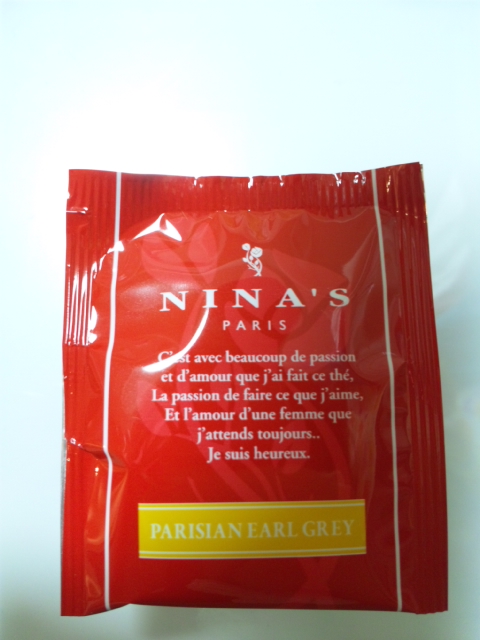 NINA'S
PARIS
C'est avec beaucoup de passion
et d'amour que j'ai fait ce thé,
La passion de faire ce que j'aime,
Et l'amour d'une femme que
j'attends toujours..
Je suis heureux.
PARISIAN EARL GREY